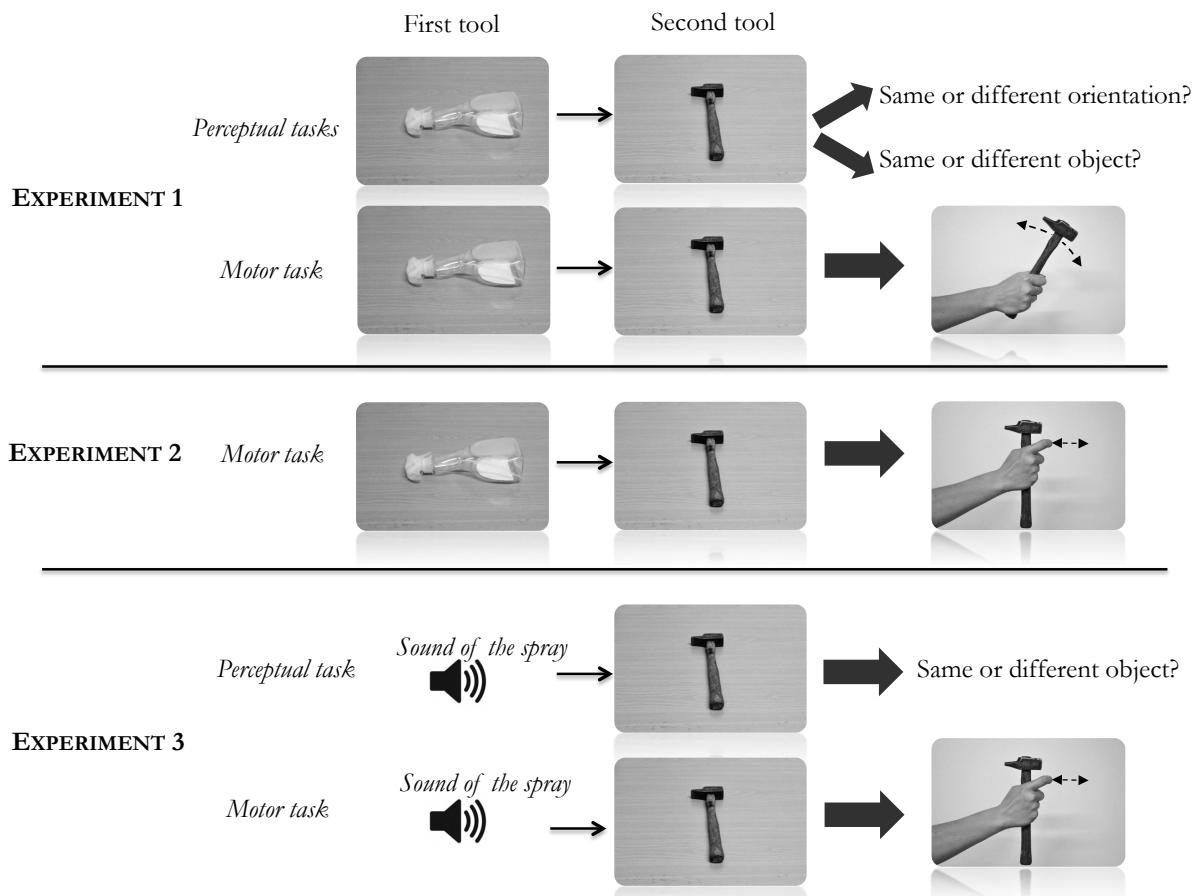 First tool
Second tool
Perceptual tasks
Same or different orientation?
Same or different object?
EXPERIMENT 1
Motor task
EXPERIMENT 2
Motor task
Perceptual task
Sound of the spray
Same or different object?
EXPERIMENT 3
Motor task
Sound of the spray